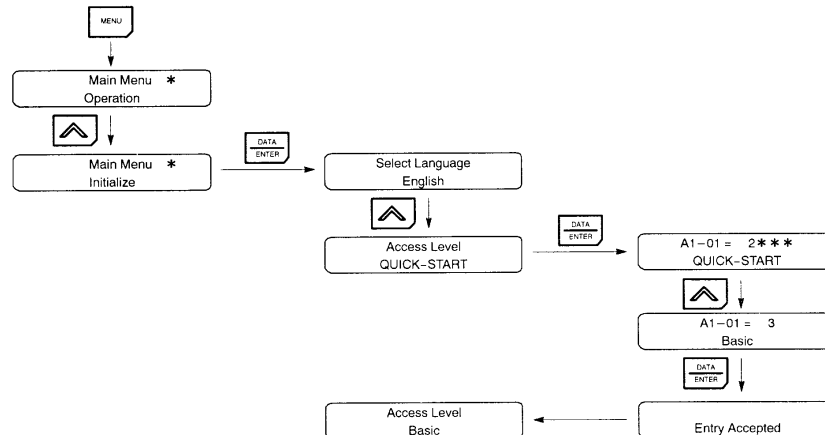 MENU
Main Menu *
Operation
Main Menu *
Initialize
DATA
ENTER
Select Language
English
Access Level
QUICK-START
DATA
ENTER
A1-01 = 2***
QUICK-START
A1-01 = 3
Basic
DATA
ENTER
Entry Accepted
Access Level
Basic